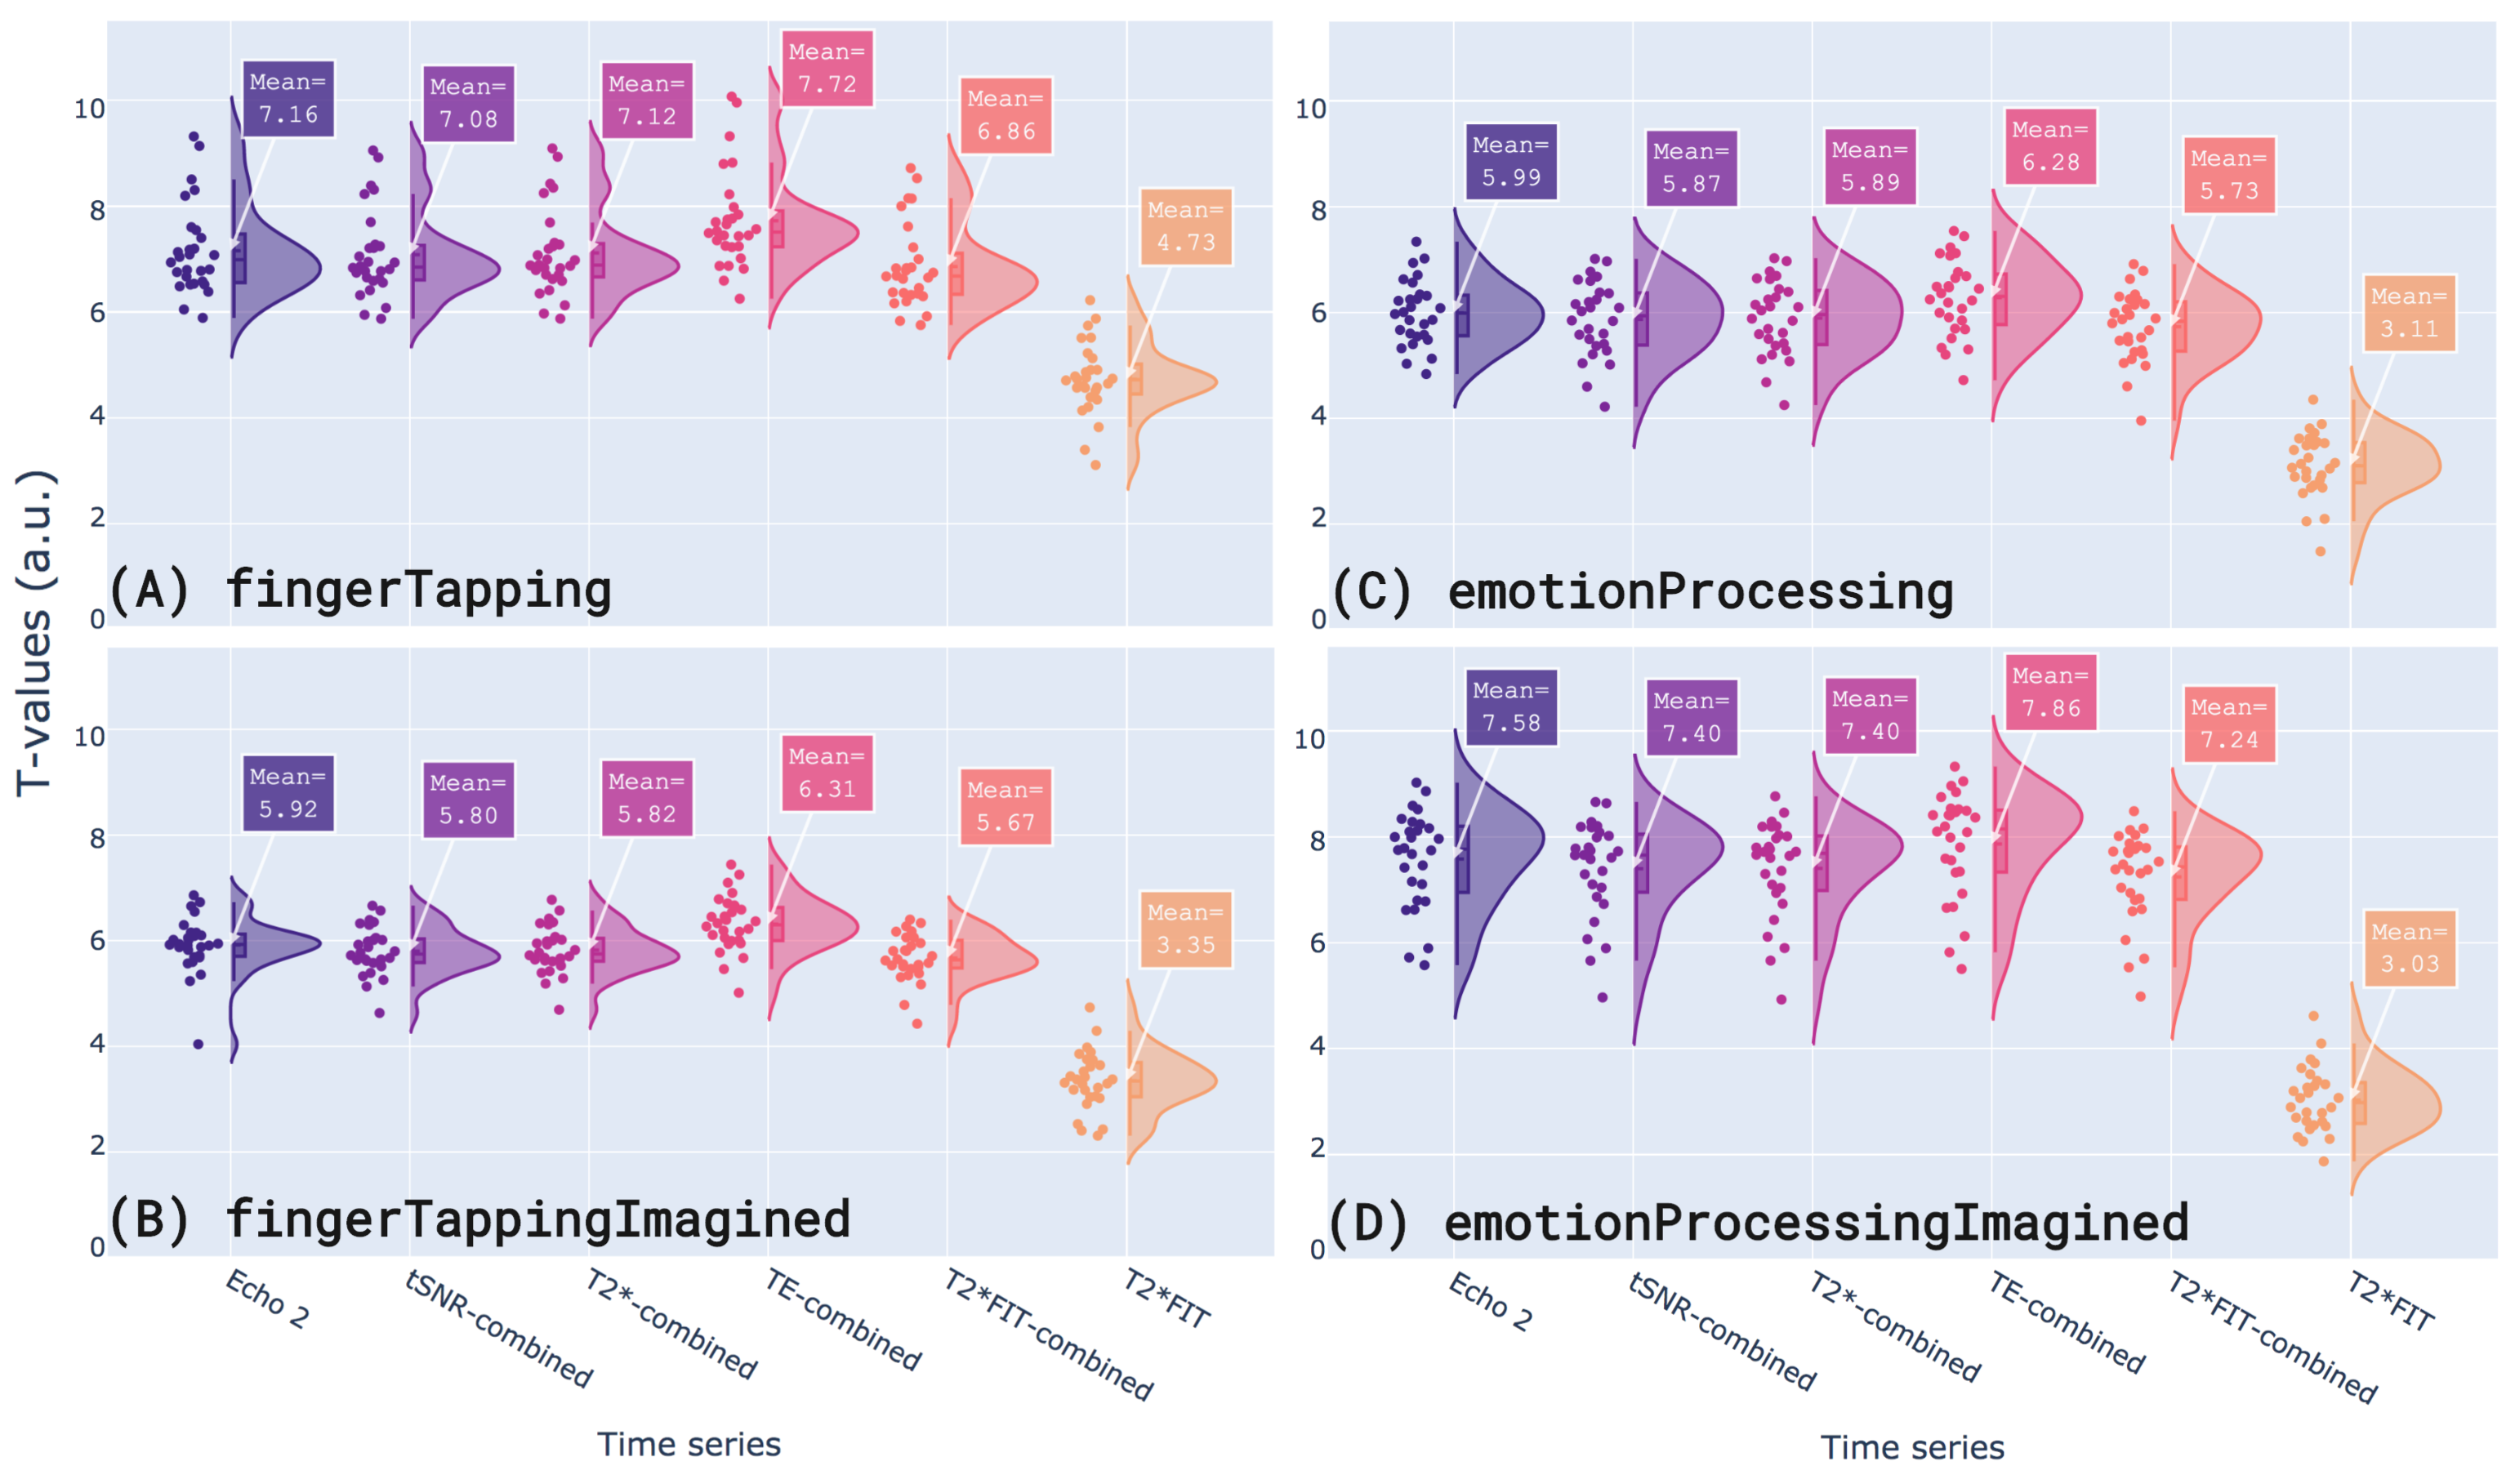 T-values (a.u.)
10
8
6
4
2
0
Mean=
7.16
Mean=
7.08
Mean=
7.12
Mean=
7.72
Mean=
6.86
Mean=
4.73
(A) fingerTapping
10
8
6
4
2
0
Mean=
5.99
Mean=
5.87
Mean=
5.89
Mean=
6.28
Mean=
5.73
Mean=
3.11
(C) emotionProcessing
10
8
6
4
2
0
Mean=
5.92
Mean=
5.80
Mean=
5.82
Mean=
6.31
Mean=
5.67
Mean=
3.35
(B) fingerTappingImagined
Echo 2
tSNR-combined
T2*-combined
TE-combined
T2*FIT-combined
T2*FIT
Time series
10
8
6
4
2
0
Mean=
7.58
Mean=
7.40
Mean=
7.40
Mean=
7.86
Mean=
7.24
Mean=
3.03
(D) emotionProcessingImagined
Echo 2
tSNR-combined
T2*-combined
TE-combined
T2*FIT-combined
T2*FIT
Time series